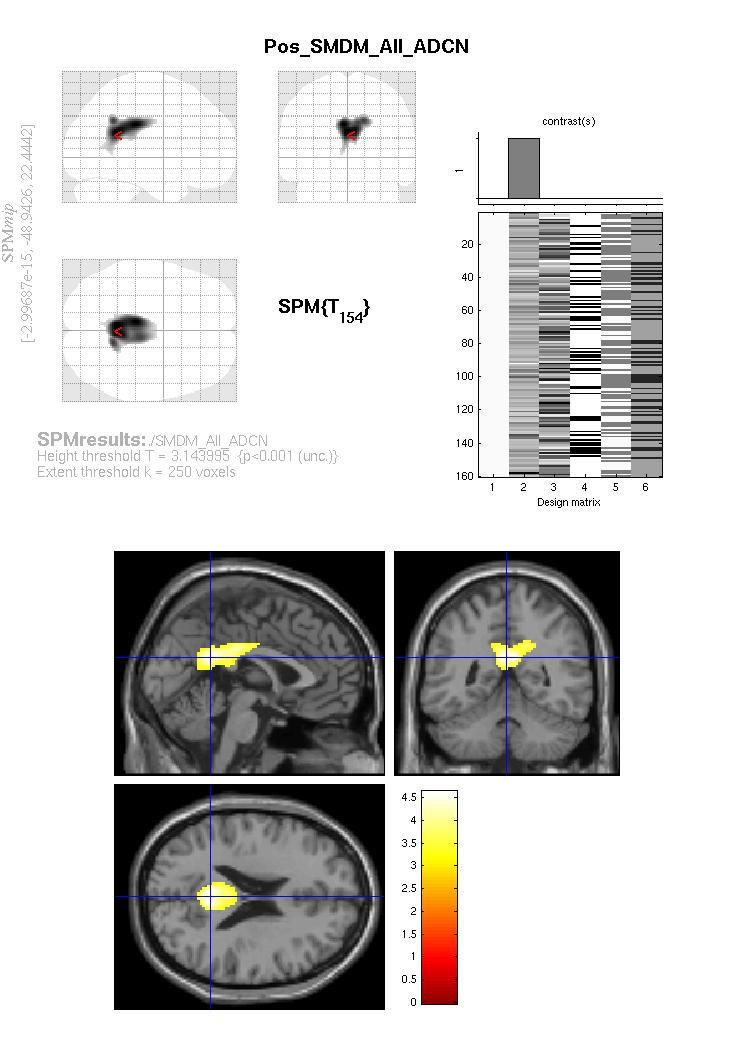 Pos_SMDM_All_ADCN
SPMmip
[-2.99687e-15, -48.9426, 22.4442]
<
<
<
SPM{T154}
contrast(s)
1
20
40
60
80
100
120
140
160
1 2 3 4 5 6
Design matrix
SPMresults: ./SMDM_All_ADCN
Height threshold T = 3.143995 {p<0.001 (unc.)}
Extent threshold k = 250 voxels
4.5
4
3.5
3
2.5
2
1.5
1
0.5
0